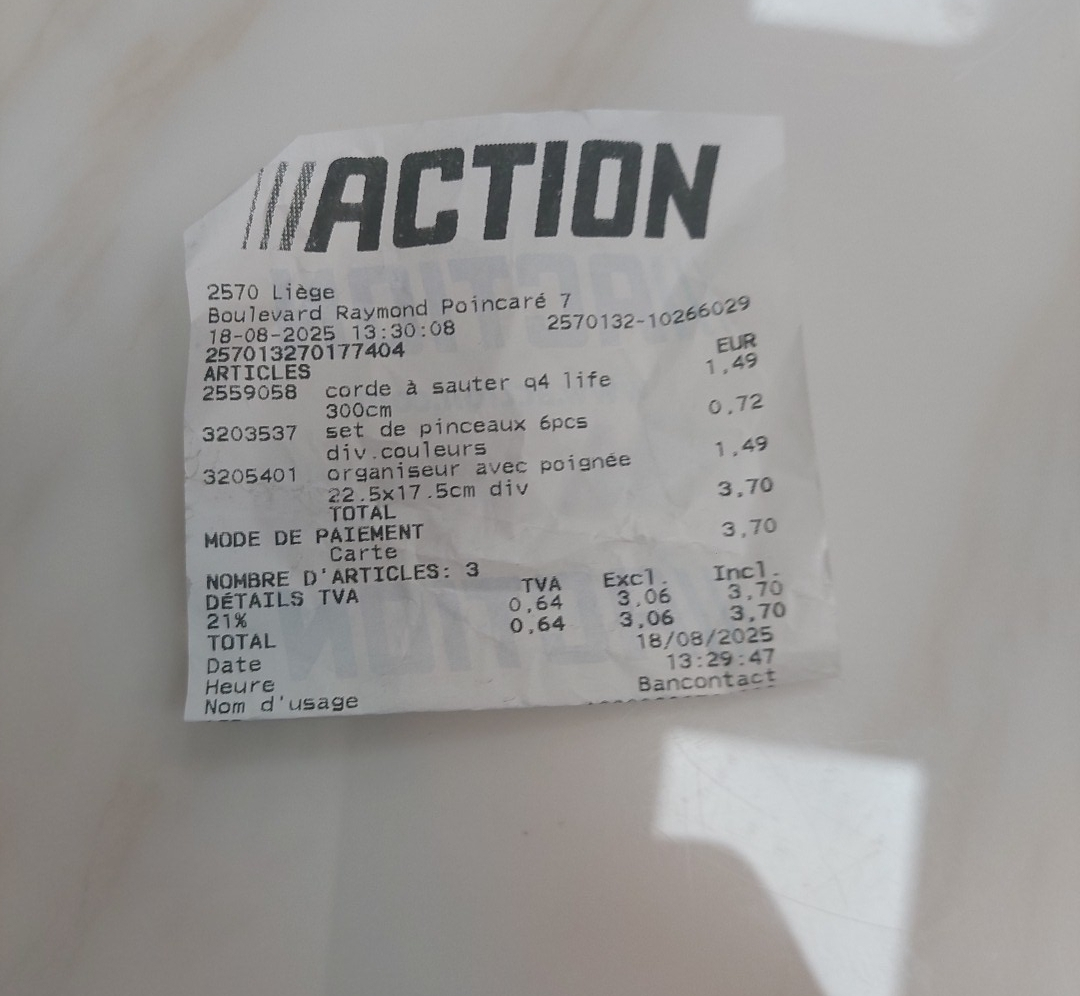 ACTION
2570 Liège
Boulevard Raymond Poincaré 7
18-08-2025 13:30:08 2570132-10266029
257013270177404
ARTICLES EUR
2559058 corde à sauter q4 life 1,49
300cm
3203537 set de pinceaux 6pcs 0,72
div.couleurs
3205401 organiseur avec poignée 1,49
22.5x17.5cm div
TOTAL 3,70
MODE DE PAIEMENT
Carte 3,70
NOMBRE D'ARTICLES: 3
DÉTAILS TVA TVA Excl. Incl.
21% 0,64 3,06 3,70
TOTAL 0,64 3,06 3,70
Date 18/08/2025
Heure 13:29:47
Nom d'usage Bancontact